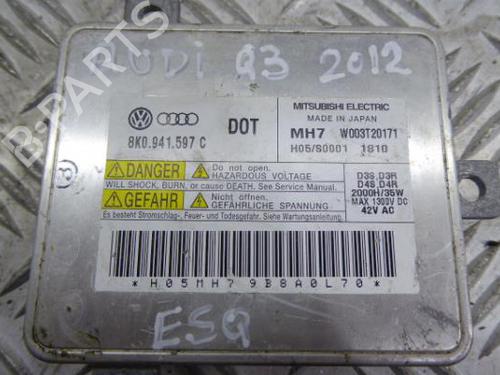 UDI Q3 2012
MITSUBISHI ELECTRIC
MADE IN JAPAN
8K0.941.597 C
DOT
MH7 W003T20171
H05/S0001 1810
DANGER
Do not open.
HAZARDOUS VOLTAGE
WILL SHOCK, BURN, or cause DEATH. See Service Manual.
GEFAHR
Nicht öffnen!
GEFÄHRLICHE SPANNUNG
Es besteht Stromschlag-, Feuer- und Todesgefahr. Siehe Wartungsanleitung.
D3S,D3R
D4S,D4R
2000H/35W
MAX 1300V DC
42V AC
*H05MH79B8A0L70*
ESQ